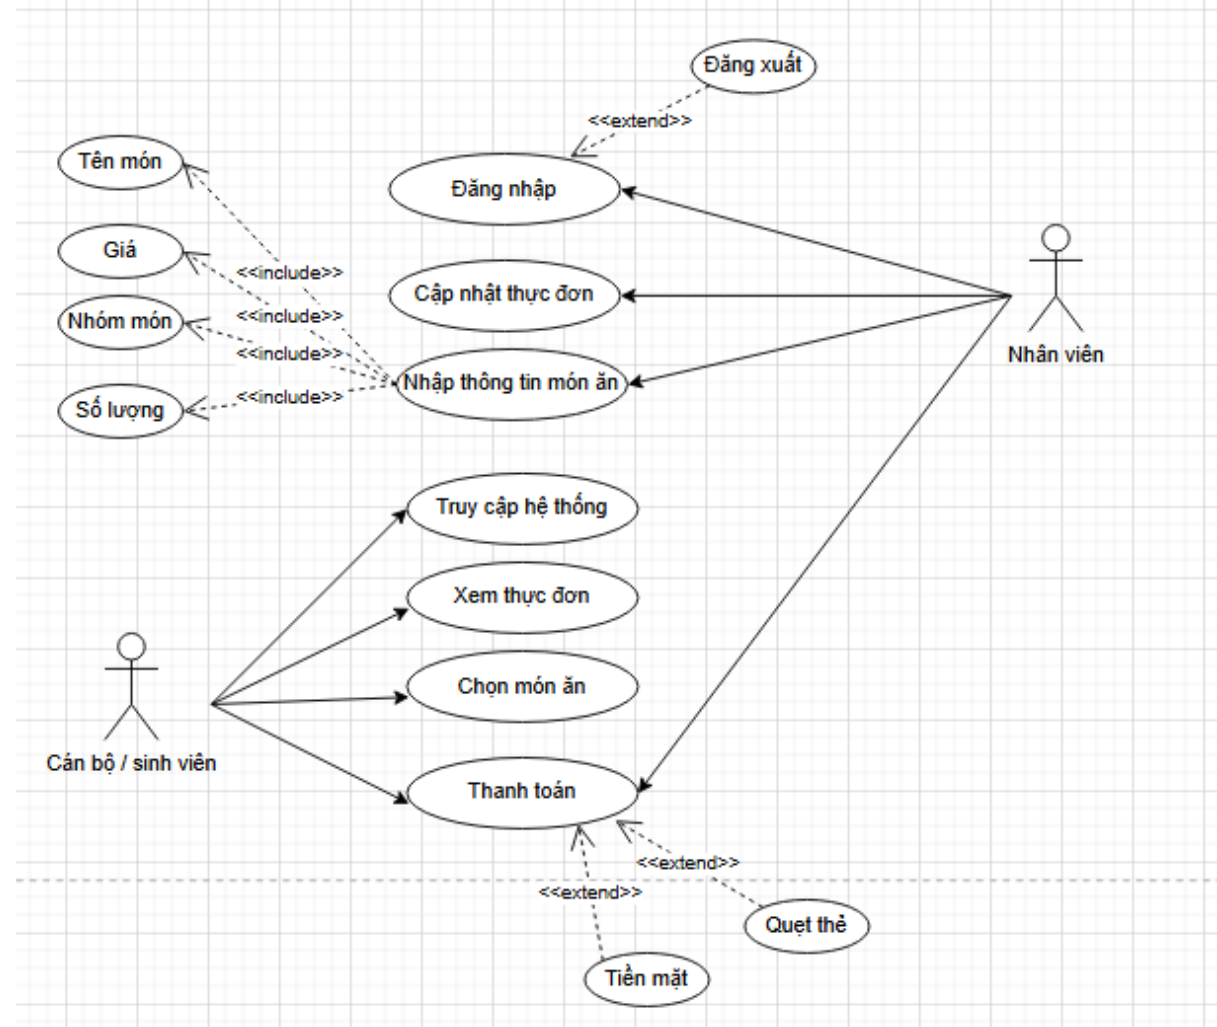 Đăng xuất
<<extend>>
Tên món
Đăng nhập
Giá
<<include>>
Cập nhật thực đơn
Nhóm món
<<include>>
<<include>>
Nhân viên
Nhập thông tin món ăn
<<include>>
Số lượng
Truy cập hệ thống
Xem thực đơn
Chọn món ăn
Cán bộ / sinh viên
Thanh toán
<<extend>>
<<extend>>
Quẹt thẻ
Tiền mặt